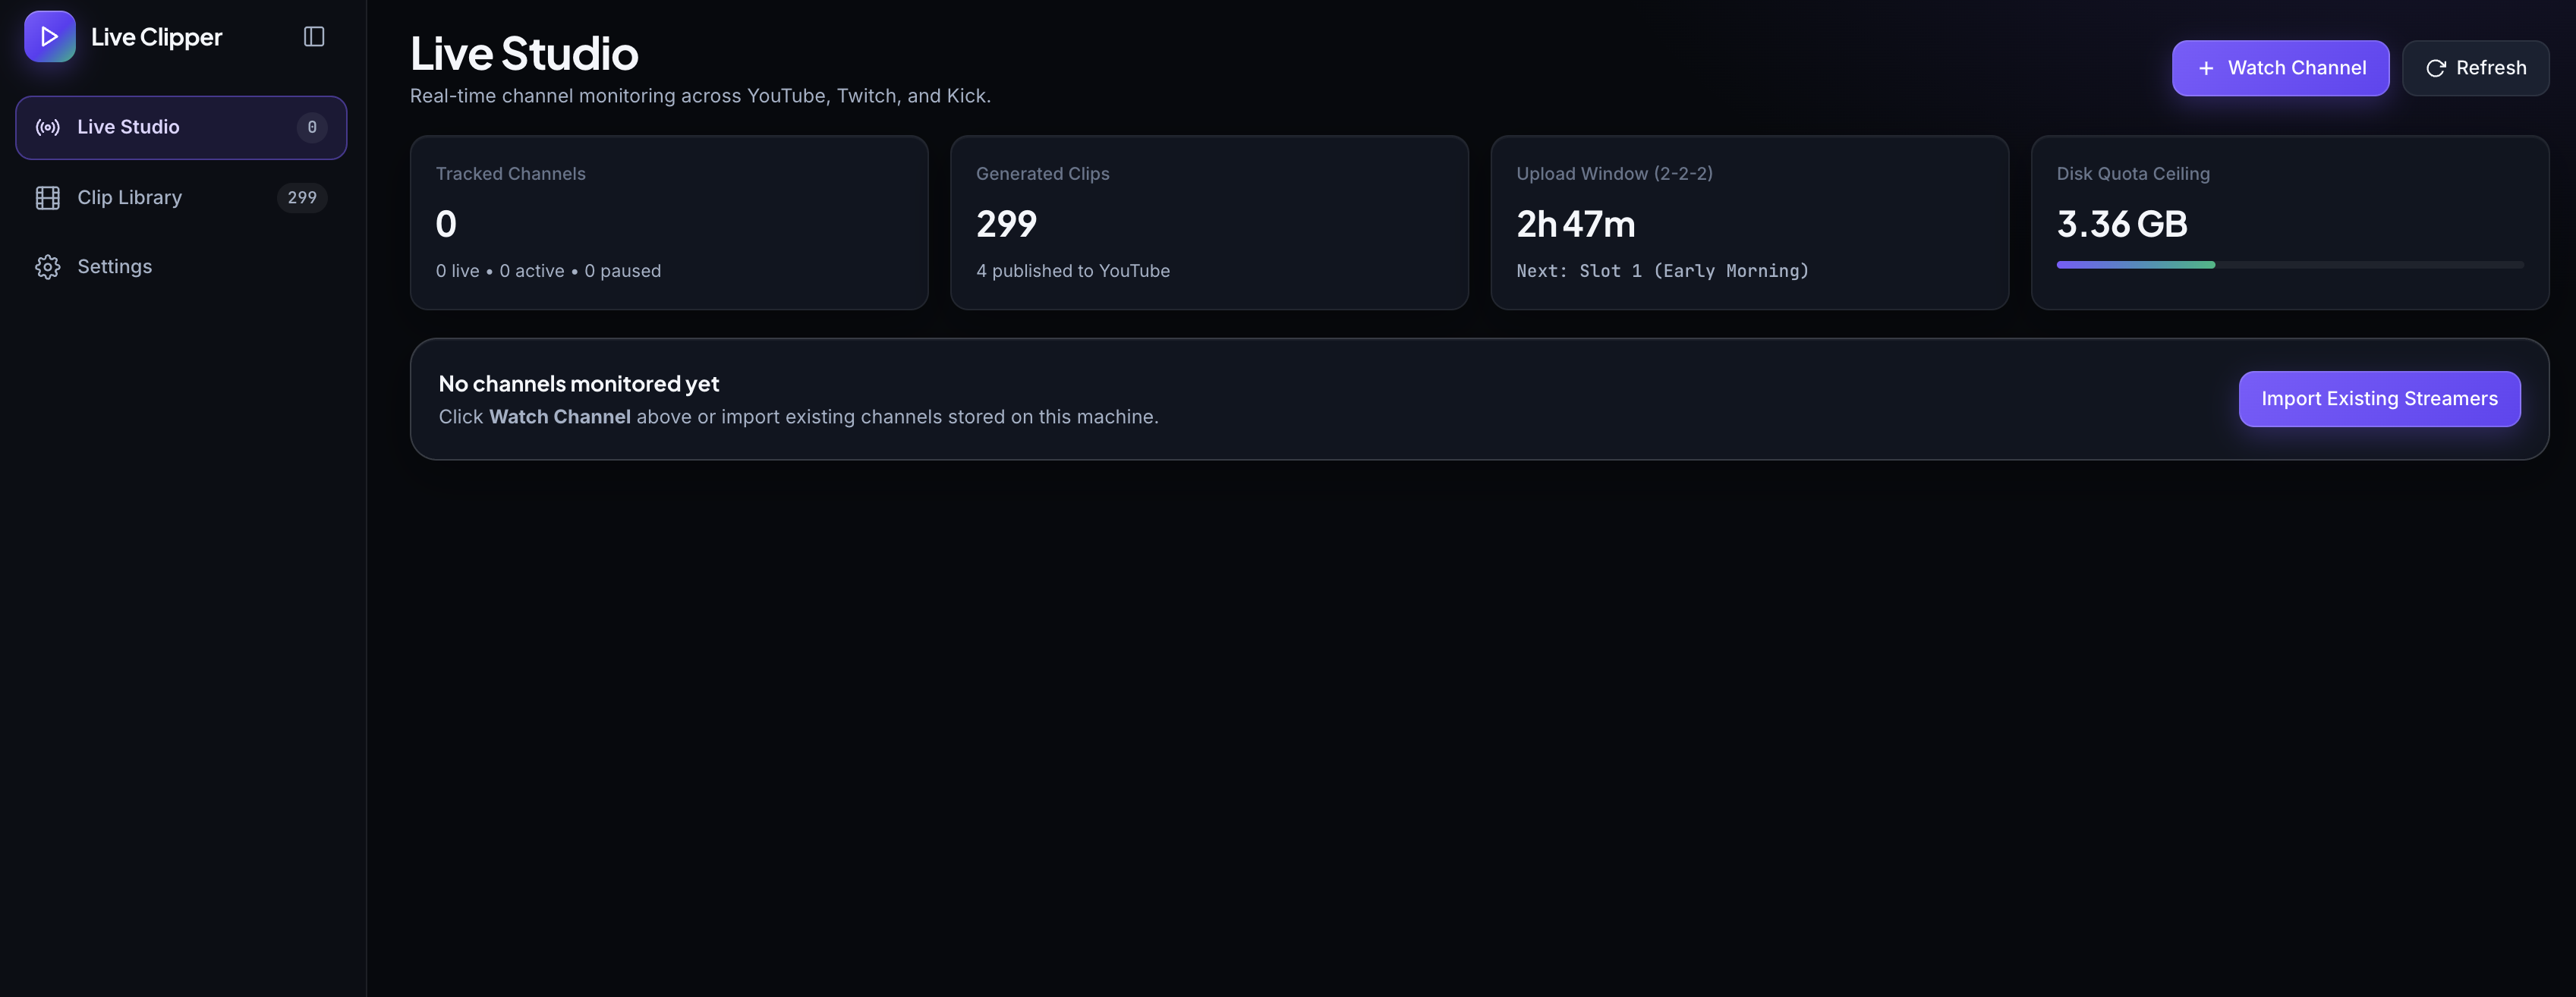 Live Clipper
Live Studio
0
Clip Library
299
Settings
Live Studio
Real-time channel monitoring across YouTube, Twitch, and Kick.
Watch Channel
Refresh
Tracked Channels
0
0 live • 0 active • 0 paused
Generated Clips
299
4 published to YouTube
Upload Window (2-2-2)
2h 47m
Next: Slot 1 (Early Morning)
Disk Quota Ceiling
3.36 GB
No channels monitored yet
Click Watch Channel above or import existing channels stored on this machine.
Import Existing Streamers